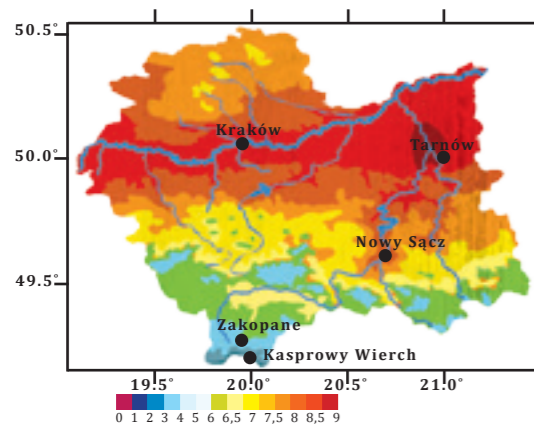 50.5°
Kraków
50.0°
Tarnów
Nowy Sącz
49.5°
Zakopane
Kasprowy Wierch
19.5° 20.0° 20.5° 21.0°
0 1 2 3 4 5 6 6,5 7 7,5 8 8,5 9